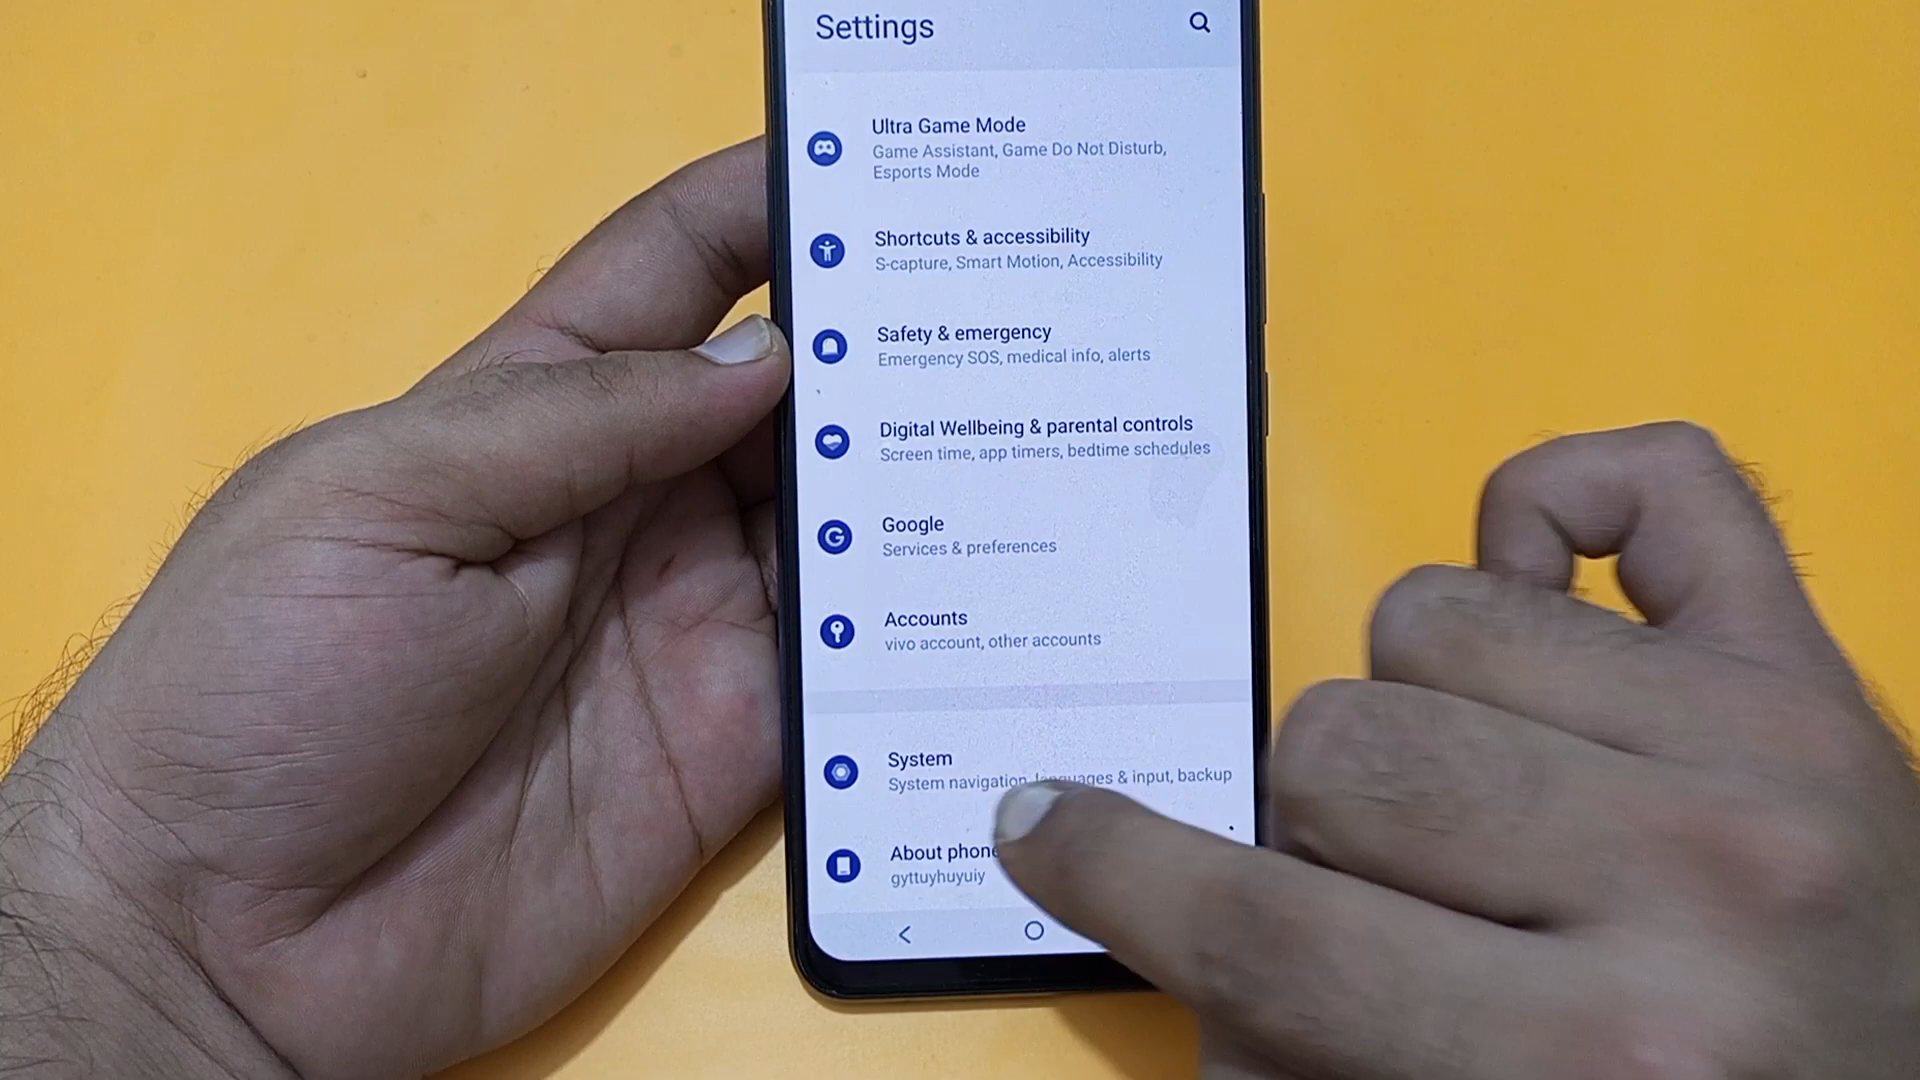 Settings
Ultra Game Mode
Game Assistant, Game Do Not Disturb,
Esports Mode
Shortcuts & accessibility
S-capture, Smart Motion, Accessibility
Safety & emergency
Emergency SOS, medical info, alerts
Digital Wellbeing & parental controls
Screen time, app timers, bedtime schedules
Google
Services & preferences
Accounts
vivo account, other accounts
System
System navigation, languages & input, backup
About phone
gyttuyhuyuiy